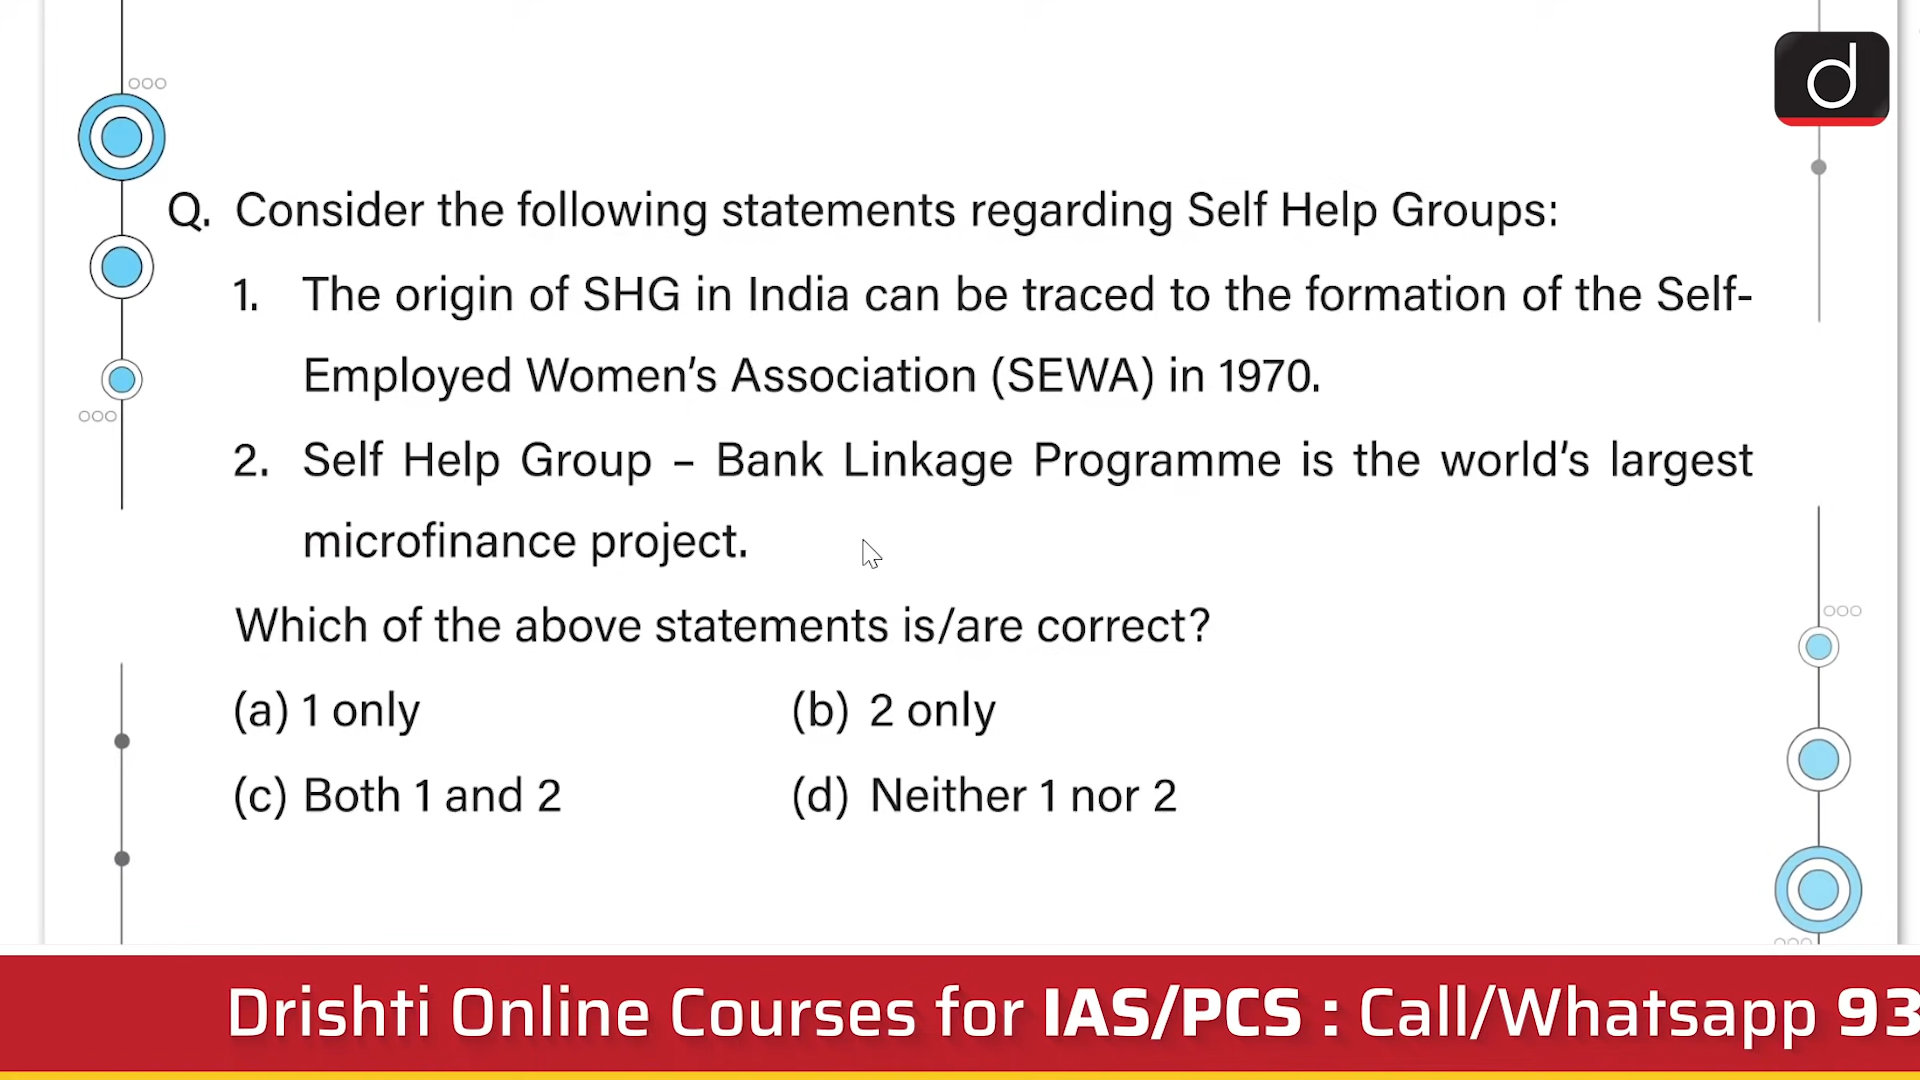 Q. Consider the following statements regarding Self Help Groups:
1. The origin of SHG in India can be traced to the formation of the Self-
Employed Women's Association (SEWA) in 1970.
2. Self Help Group – Bank Linkage Programme is the world's largest
microfinance project.
Which of the above statements is/are correct?
(a) 1 only (b) 2 only
(c) Both 1 and 2 (d) Neither 1 nor 2
Drishti Online Courses for IAS/PCS : Call/Whatsapp 93